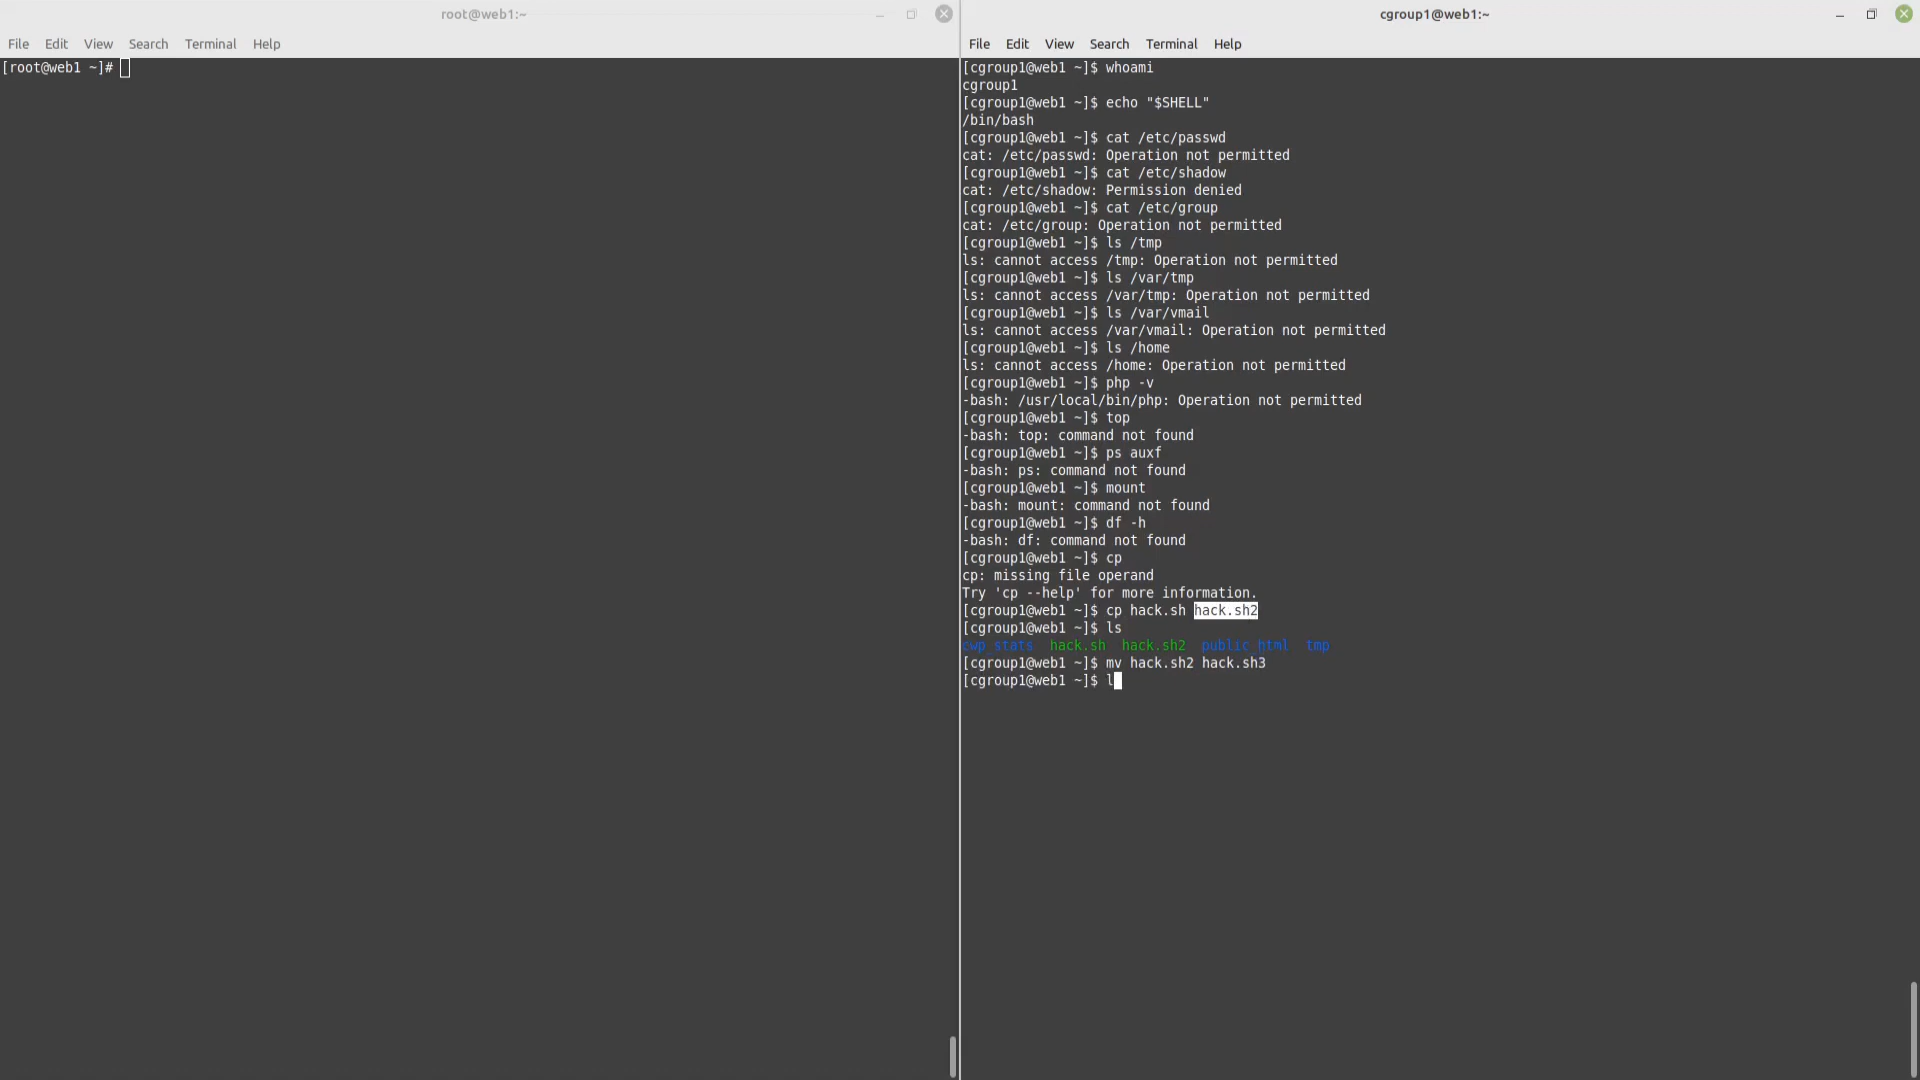 root@web1:~
File Edit View Search Terminal Help
[root@web1 ~]#
cgroup1@web1:~
File Edit View Search Terminal Help
[cgroup1@web1 ~]$ whoami
cgroup1
[cgroup1@web1 ~]$ echo "$SHELL"
/bin/bash
[cgroup1@web1 ~]$ cat /etc/passwd
cat: /etc/passwd: Operation not permitted
[cgroup1@web1 ~]$ cat /etc/shadow
cat: /etc/shadow: Permission denied
[cgroup1@web1 ~]$ cat /etc/group
cat: /etc/group: Operation not permitted
[cgroup1@web1 ~]$ ls /tmp
ls: cannot access /tmp: Operation not permitted
[cgroup1@web1 ~]$ ls /var/tmp
ls: cannot access /var/tmp: Operation not permitted
[cgroup1@web1 ~]$ ls /var/vmail
ls: cannot access /var/vmail: Operation not permitted
[cgroup1@web1 ~]$ ls /home
ls: cannot access /home: Operation not permitted
[cgroup1@web1 ~]$ php -v
-bash: /usr/local/bin/php: Operation not permitted
[cgroup1@web1 ~]$ top
-bash: top: command not found
[cgroup1@web1 ~]$ ps auxf
-bash: ps: command not found
[cgroup1@web1 ~]$ mount
-bash: mount: command not found
[cgroup1@web1 ~]$ df -h
-bash: df: command not found
[cgroup1@web1 ~]$ cp
cp: missing file operand
Try 'cp --help' for more information.
[cgroup1@web1 ~]$ cp hack.sh hack.sh2
[cgroup1@web1 ~]$ ls
cwp_stats hack.sh hack.sh2 public_html tmp
[cgroup1@web1 ~]$ mv hack.sh2 hack.sh3
[cgroup1@web1 ~]$ l